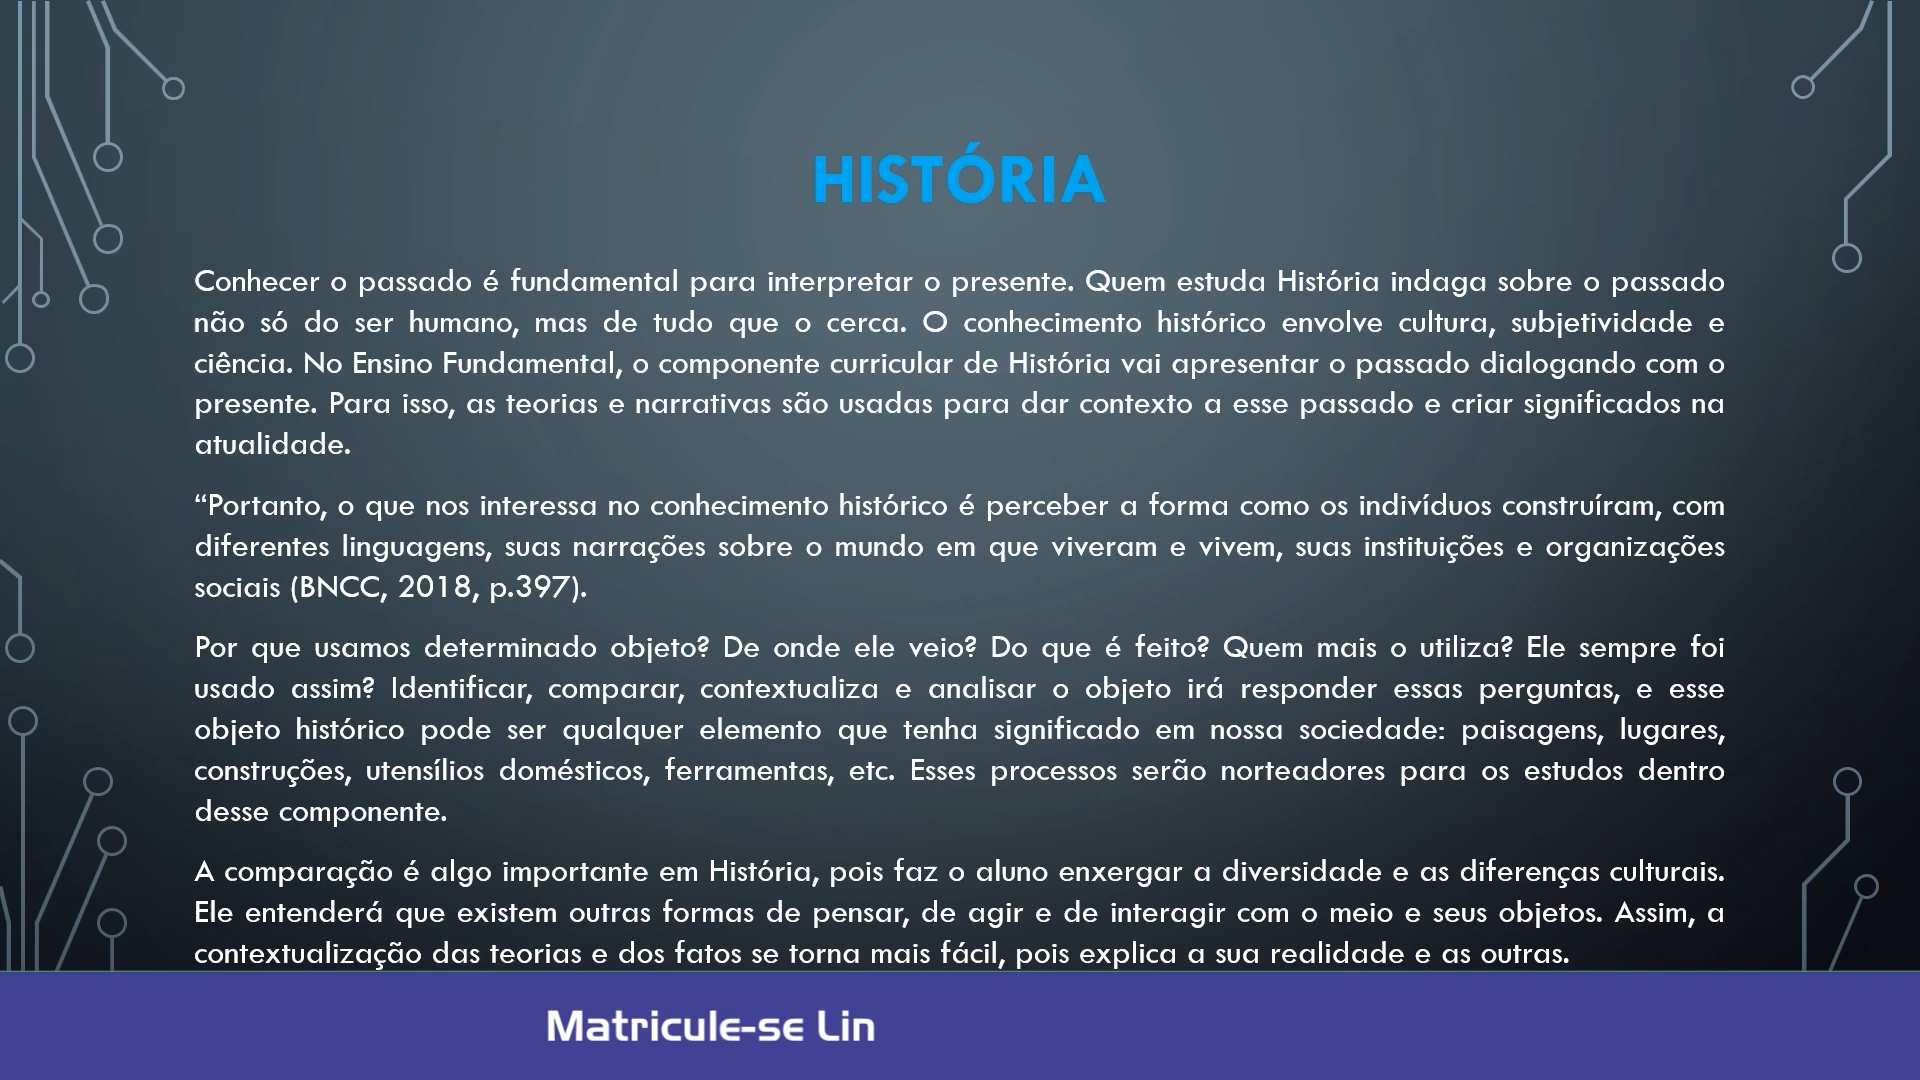 HISTÓRIA
Conhecer o passado é fundamental para interpretar o presente. Quem estuda História indaga sobre o passado
não só do ser humano, mas de tudo que o cerca. O conhecimento histórico envolve cultura, subjetividade e
ciência. No Ensino Fundamental, o componente curricular de História vai apresentar o passado dialogando com o
presente. Para isso, as teorias e narrativas são usadas para dar contexto a esse passado e criar significados na
atualidade.
“Portanto, o que nos interessa no conhecimento histórico é perceber a forma como os indivíduos construíram, com
diferentes linguagens, suas narrações sobre o mundo em que viveram e vivem, suas instituições e organizações
sociais (BNCC, 2018, p.397).
Por que usamos determinado objeto? De onde ele veio? Do que é feito? Quem mais o utiliza? Ele sempre foi
usado assim? Identificar, comparar, contextualiza e analisar o objeto irá responder essas perguntas, e esse
objeto histórico pode ser qualquer elemento que tenha significado em nossa sociedade: paisagens, lugares,
construções, utensílios domésticos, ferramentas, etc. Esses processos serão norteadores para os estudos dentro
desse componente.
A comparação é algo importante em História, pois faz o aluno enxergar a diversidade e as diferenças culturais.
Ele entenderá que existem outras formas de pensar, de agir e de interagir com o meio e seus objetos. Assim, a
contextualização das teorias e dos fatos se torna mais fácil, pois explica a sua realidade e as outras.
Matricule-se Lin